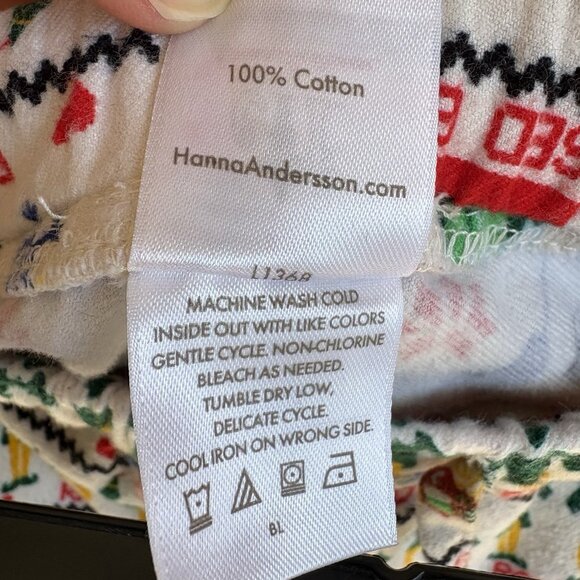 100% Cotton
HannaAndersson.com
MACHINE WASH COLD
INSIDE OUT WITH LIKE COLORS
GENTLE CYCLE. NON-CHLORINE
BLEACH AS NEEDED.
TUMBLE DRY LOW,
DELICATE CYCLE.
COOL IRON ON WRONG SIDE.
BL